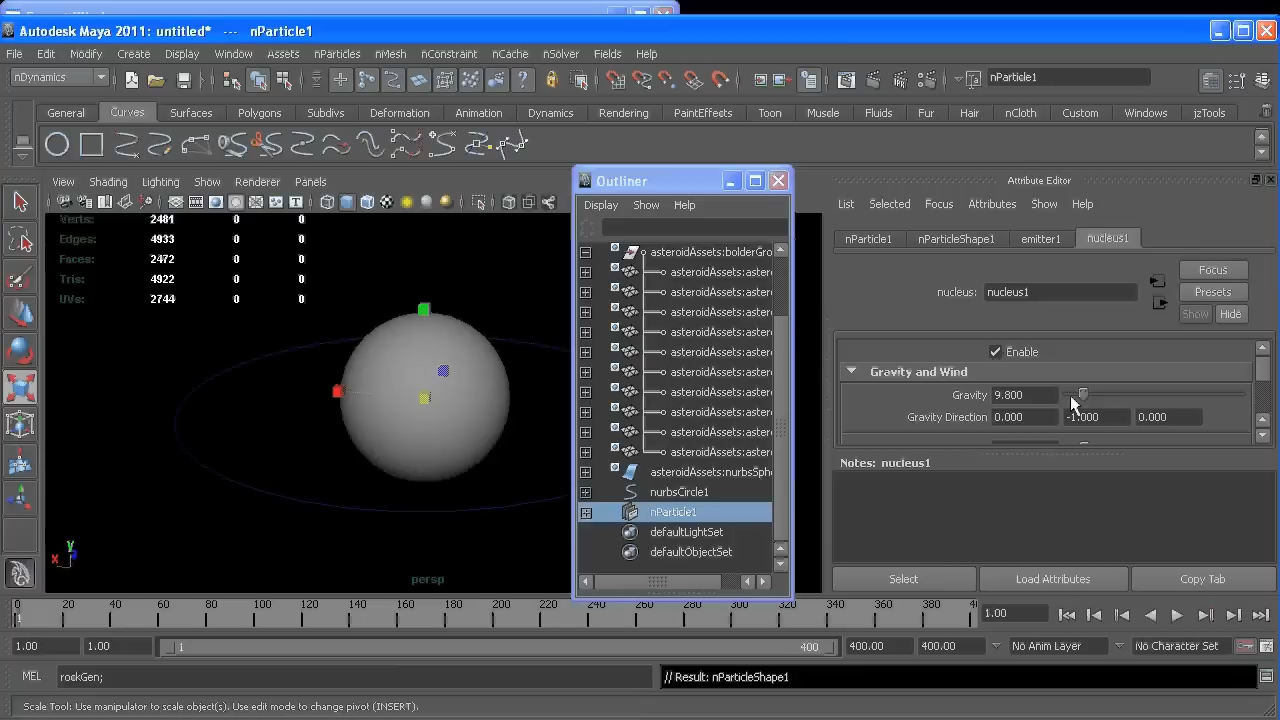 Autodesk Maya 2011: untitled* --- nParticle1
File Edit Modify Create Display Window Assets nParticles nMesh nConstraint nCache nSolver Fields Help
nDynamics
nParticle1
General Curves Surfaces Polygons Subdivs Deformation Animation Dynamics Rendering PaintEffects Toon Muscle Fluids Fur Hair nCloth Custom Windows jzTools
View Shading Lighting Show Renderer Panels
Verts: 2481 0 0
Edges: 4933 0 0
Faces: 2472 0 0
Tris: 4922 0 0
UVs: 2744 0 0
y
x
persp
Outliner
Display Show Help
asteroidAssets:bolderGro
asteroidAssets:aster
asteroidAssets:aster
asteroidAssets:aster
asteroidAssets:aster
asteroidAssets:aster
asteroidAssets:aster
asteroidAssets:aster
asteroidAssets:aster
asteroidAssets:aster
asteroidAssets:aster
asteroidAssets:nurbsSphe
nurbsCircle1
nParticle1
defaultLightSet
defaultObjectSet
Attribute Editor
List Selected Focus Attributes Show Help
nParticle1 nParticleShape1 emitter1 nucleus1
nucleus: nucleus1
Focus
Presets
Show Hide
Enable
Gravity and Wind
Gravity 9.800
Gravity Direction 0.000 -1.000 0.000
Notes: nucleus1
Select Load Attributes Copy Tab
1 20 40 60 80 100 120 140 160 180 200 220 240 260 280 300 320 340 360 380 4
1.00
1.00 1.00 1 400 400.00 400.00 No Anim Layer No Character Set
MEL rockGen; // Result: nParticleShape1
Scale Tool: Use manipulator to scale object(s). Use edit mode to change pivot (INSERT).